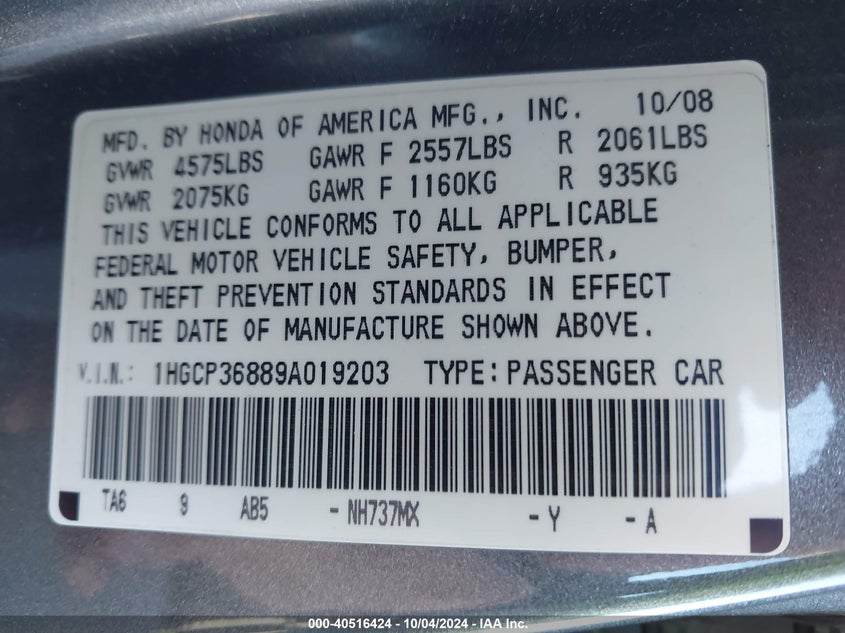 MFD. BY HONDA OF AMERICA MFG., INC. 10/08
GVWR 4575LBS GAWR F 2557LBS R 2061LBS
GVWR 2075KG GAWR F 1160KG R 935KG
THIS VEHICLE CONFORMS TO ALL APPLICABLE
FEDERAL MOTOR VEHICLE SAFETY, BUMPER,
AND THEFT PREVENTION STANDARDS IN EFFECT
ON THE DATE OF MANUFACTURE SHOWN ABOVE.
V.I.N.: 1HGCP36889A019203 TYPE: PASSENGER CAR
TA6 9 AB5 - NH737MX - Y - A
000-40516424 - 10/04/2024 - IAA Inc.